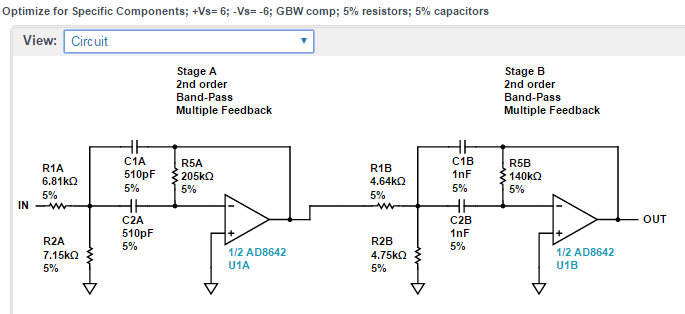 Optimize for Specific Components; +Vs= 6; -Vs= -6; GBW comp; 5% resistors; 5% capacitors
View: Circuit
Stage A
2nd order
Band-Pass
Multiple Feedback
Stage B
2nd order
Band-Pass
Multiple Feedback
R1A
6.81kΩ
5%
IN
C1A
510pF
5%
R5A
205kΩ
5%
C2A
510pF
5%
R2A
7.15kΩ
5%
-
+
1/2 AD8642
U1A
R1B
4.64kΩ
5%
C1B
1nF
5%
R5B
140kΩ
5%
C2B
1nF
5%
R2B
4.75kΩ
5%
-
+
1/2 AD8642
U1B
OUT